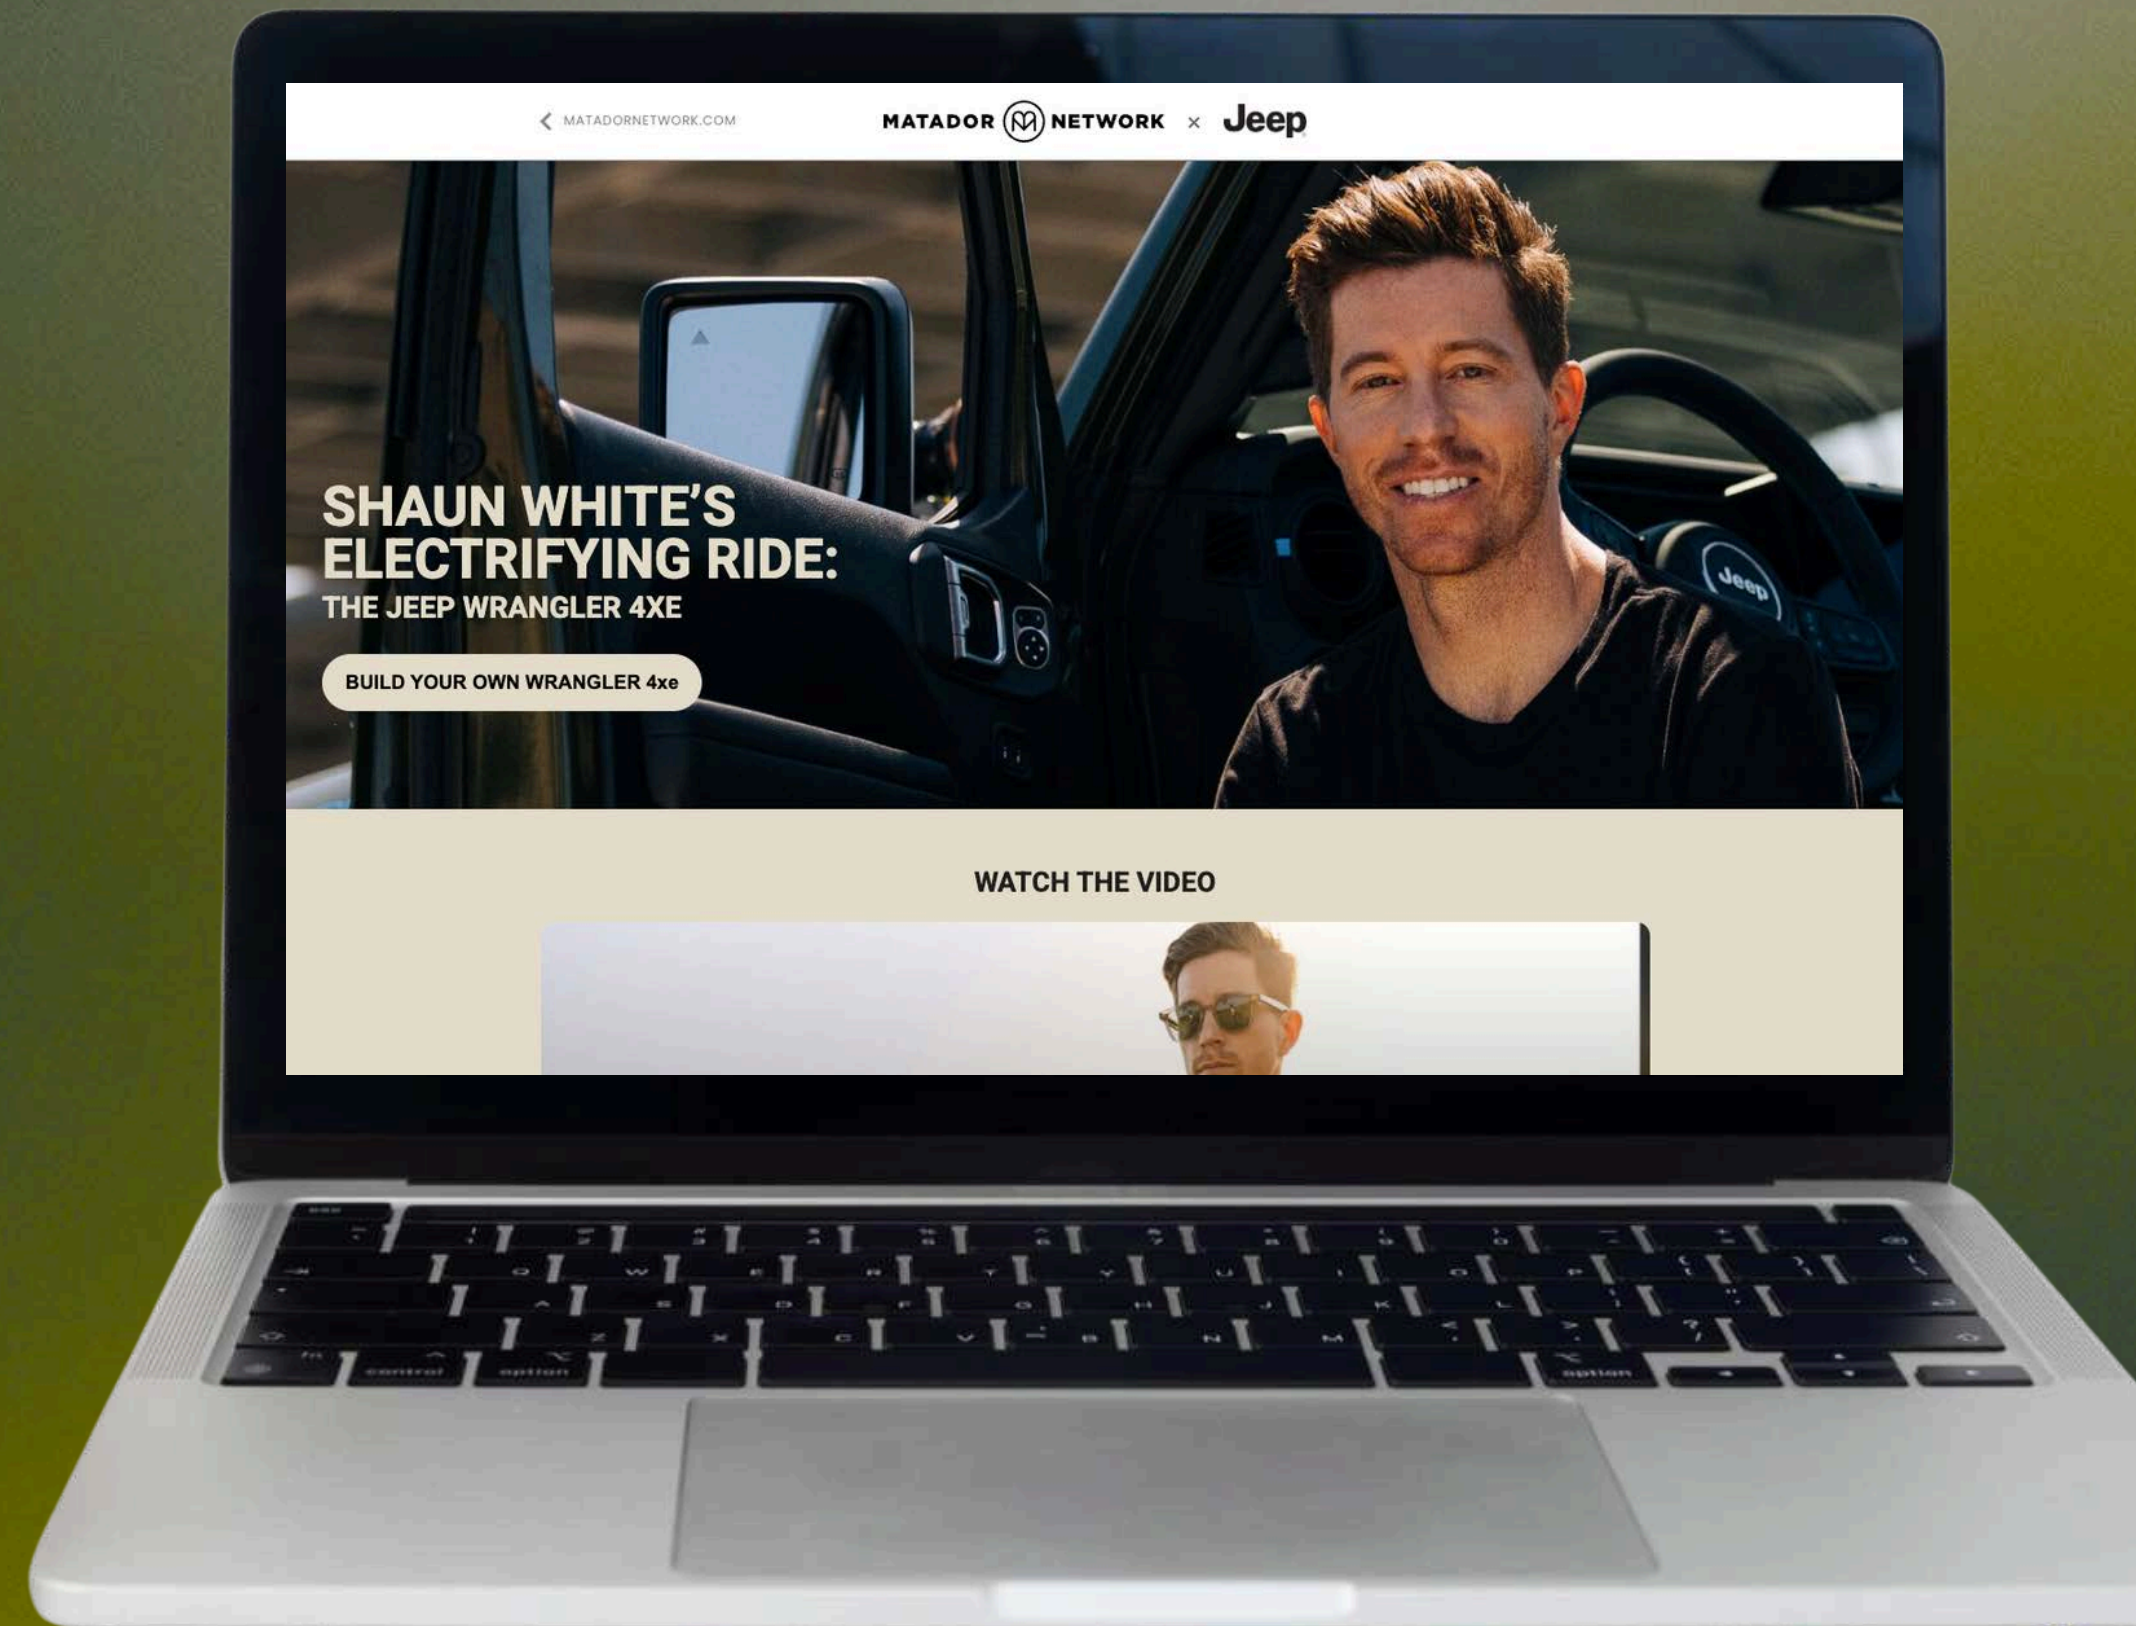 MATADORNETWORK.COM
MATADOR NETWORK × Jeep
Jeep
SHAUN WHITE’S
ELECTRIFYING RIDE:
THE JEEP WRANGLER 4XE
BUILD YOUR OWN WRANGLER 4xe
WATCH THE VIDEO
control option option